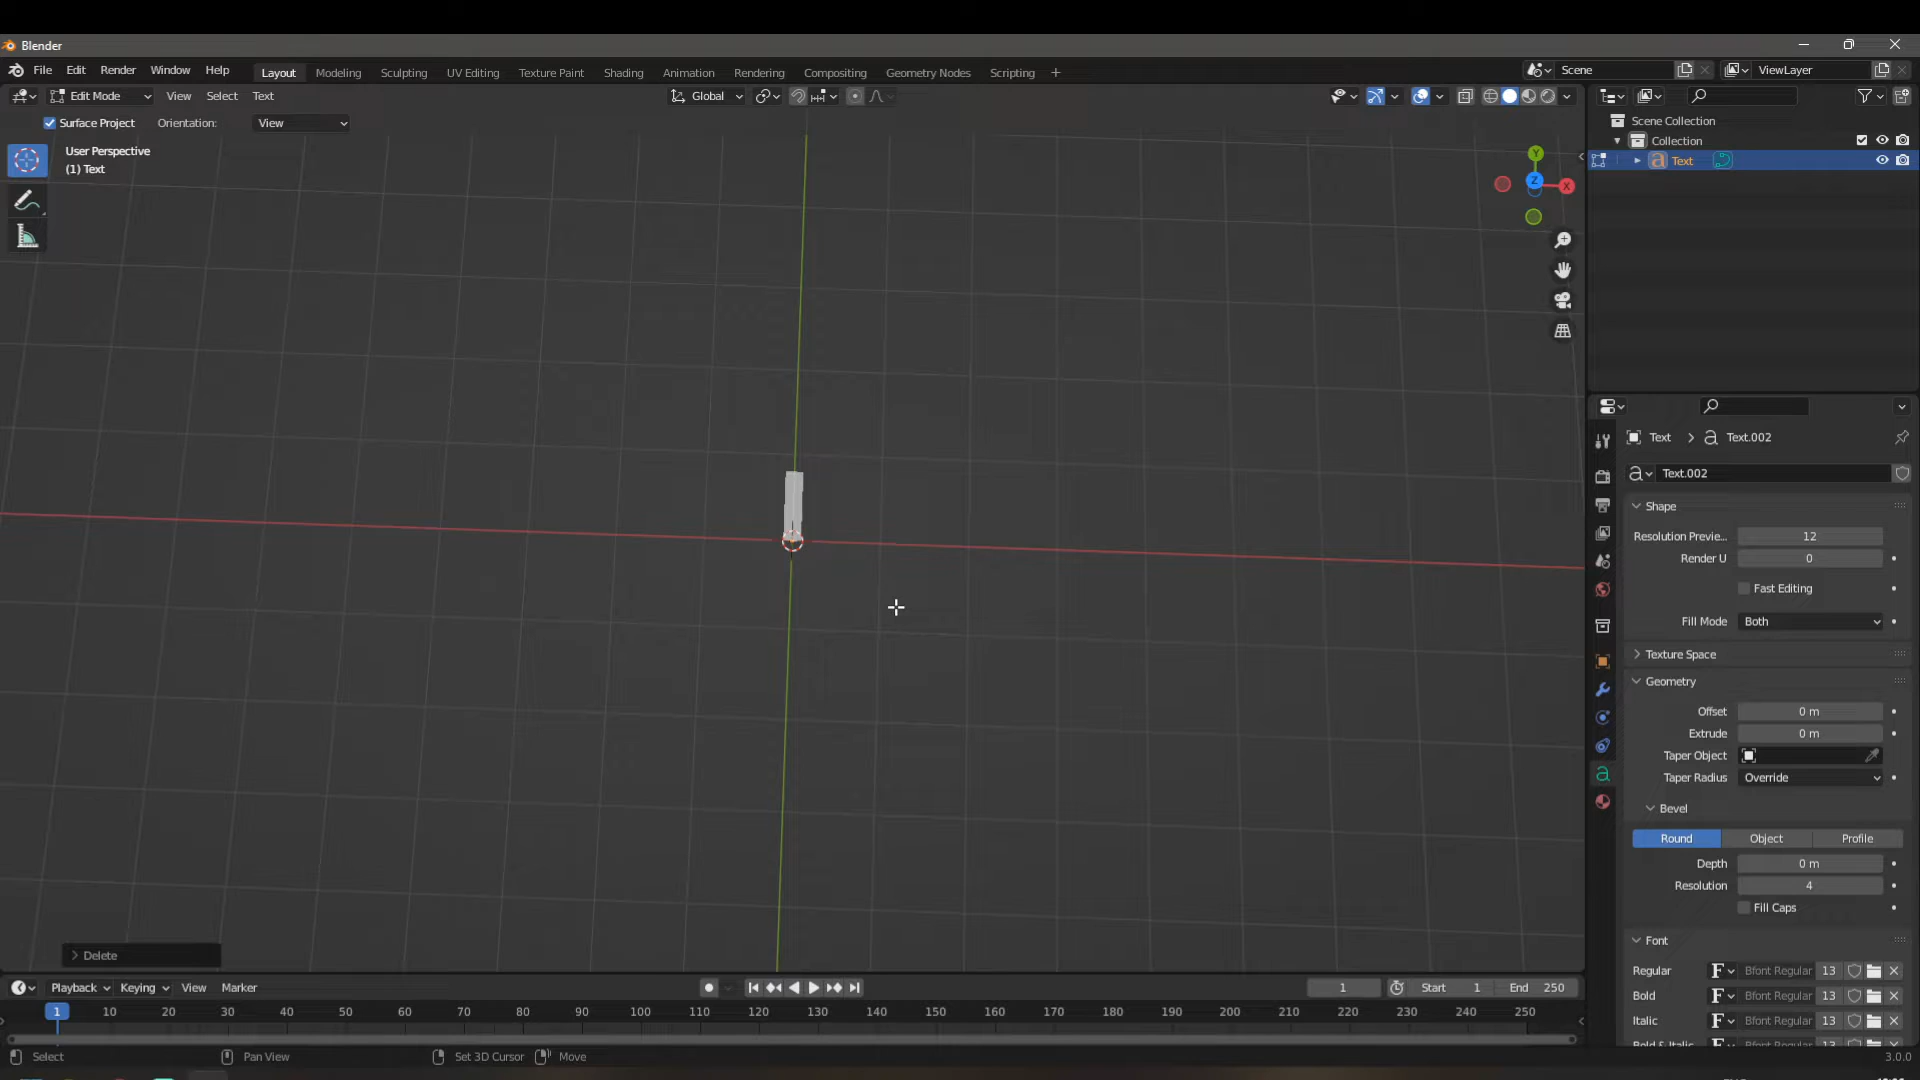 Blender
File Edit Render Window Help Layout Modeling Sculpting UV Editing Texture Paint Shading Animation Rendering Compositing Geometry Nodes Scripting + Scene ViewLayer
Edit Mode View Select Text Global
Surface Project Orientation: View
User Perspective
(1) Text
Y
Z
X
Scene Collection
Collection
Text
Text > Text.002
Text.002
Shape
Resolution Previe... 12
Render U 0
Fast Editing
Fill Mode Both
Texture Space
Geometry
Offset 0 m
Extrude 0 m
Taper Object
Taper Radius Override
Bevel
Round Object Profile
Depth 0 m
Resolution 4
Fill Caps
Font
Regular Bfont Regular 13
Bold Bfont Regular 13
Italic Bfont Regular 13
Delete
Playback Keying View Marker 1 Start 1 End 250
1 10 20 30 40 50 60 70 80 90 100 110 120 130 140 150 160 170 180 190 200 210 220 230 240 250
Select Pan View Set 3D Cursor Move 3.0.0